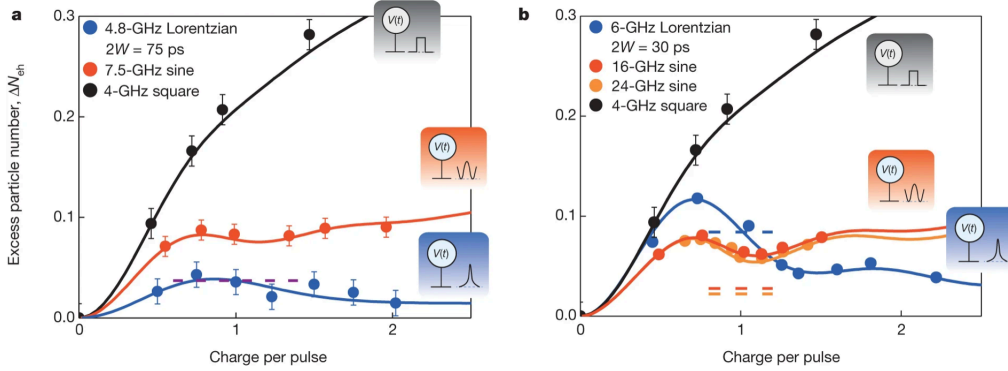 a
Excess particle number, ΔNeh
0.3
0.2
0.1
0.0
0
1
2
Charge per pulse
4.8-GHz Lorentzian
2W = 75 ps
7.5-GHz sine
4-GHz square
V(t)
V(t)
V(t)
b
0.3
0.2
0.1
0.0
0
1
2
Charge per pulse
6-GHz Lorentzian
2W = 30 ps
16-GHz sine
24-GHz sine
4-GHz square
V(t)
V(t)
V(t)